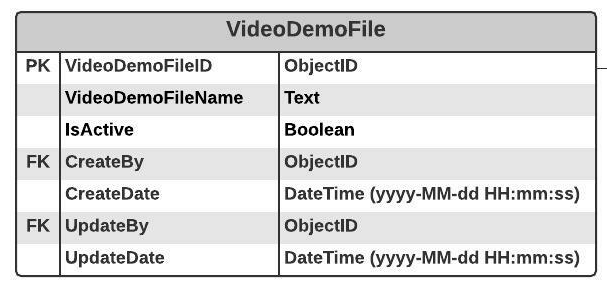 VideoDemoFile
PK VideoDemoFileID ObjectID
VideoDemoFileName Text
IsActive Boolean
FK CreateBy ObjectID
CreateDate DateTime (yyyy-MM-dd HH:mm:ss)
FK UpdateBy ObjectID
UpdateDate DateTime (yyyy-MM-dd HH:mm:ss)